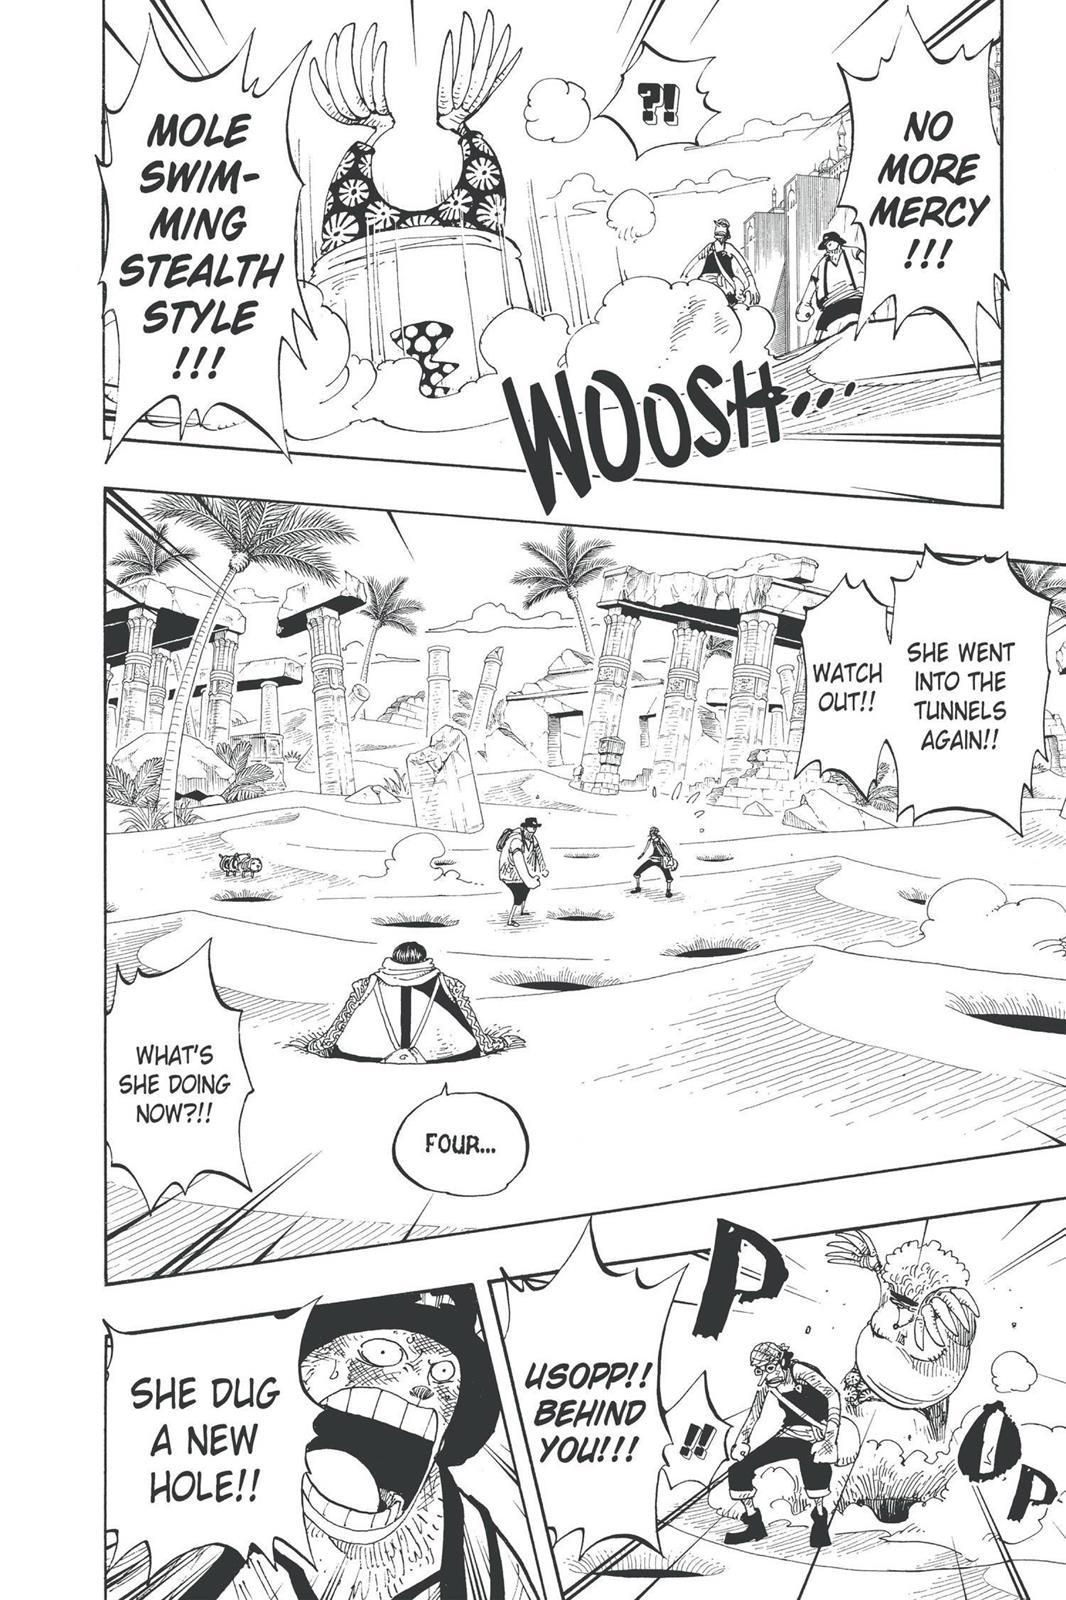 NO
MORE
MERCY
!!!
?!
MOLE
SWIM-
MING
STEALTH
STYLE
!!!
WOOSH...
SHE WENT
INTO THE
TUNNELS
AGAIN!!
WATCH
OUT!!
WHAT'S
SHE DOING
NOW?!!
FOUR...
POP
USOPP!!
BEHIND
YOU!!!
!!
SHE DUG
A NEW
HOLE!!